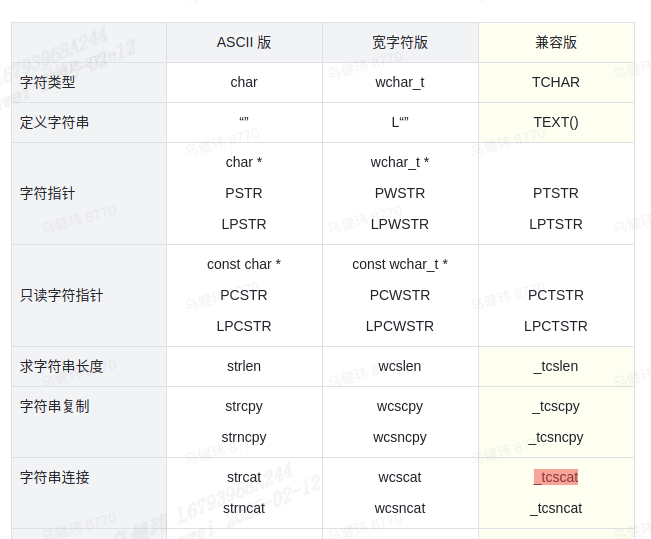 ASCII 版 宽字符版 兼容版
字符类型 char wchar_t TCHAR
定义字符串 “” L“” TEXT()
char * wchar_t *
字符指针 PSTR PWSTR PTSTR
LPSTR LPWSTR LPTSTR
const char * const wchar_t *
只读字符指针 PCSTR PCWSTR PCTSTR
LPCSTR LPCWSTR LPCTSTR
求字符串长度 strlen wcslen _tcslen
字符串复制 strcpy wcscpy _tcscpy
strncpy wcsncpy _tcsncpy
字符串连接 strcat wcscat _tcscat
strncat wcsncat _tcsncat